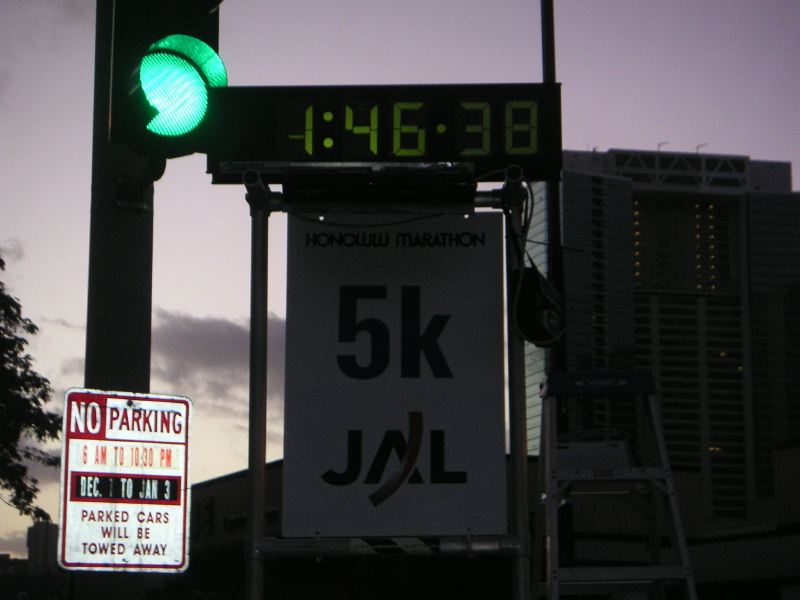 1:46:38
HONOLULU MARATHON
5k
JAL
NO PARKING
6 AM TO 10:30 PM
DEC. 1 TO JAN 3
PARKED CARS
WILL BE
TOWED AWAY